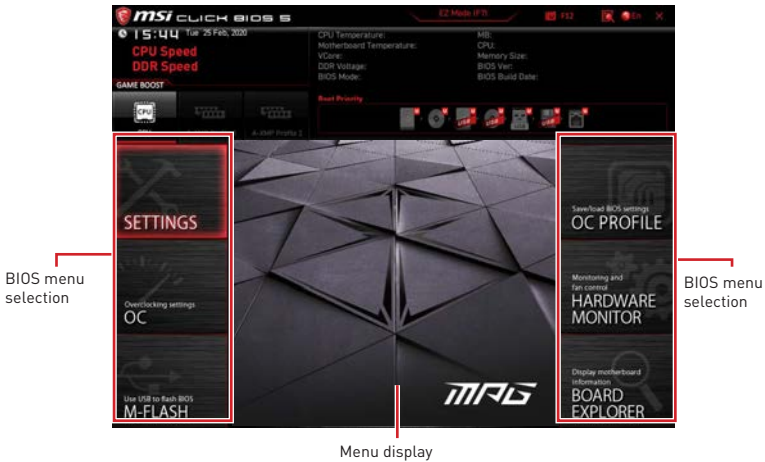 msi CLICK BIOS 5
EZ Mode (F7)
F12
En
15:44 Tue 25 Feb, 2020
CPU Speed
DDR Speed
CPU Temperature:
Motherboard Temperature:
VCore:
DDR Voltage:
BIOS Mode:
MB:
CPU:
Memory Size:
BIOS Ver:
BIOS Build Date:
GAME BOOST
CPU
CPU
A-XMP Profile 2
Boot Priority
USB
USB
SETTINGS
Overclocking settings
OC
Use USB to flash BIOS
M-FLASH
Save/load BIOS settings
OC PROFILE
Monitoring and
fan control
HARDWARE
MONITOR
Display motherboard
information
BOARD
EXPLORER
MPG
BIOS menu
selection
BIOS menu
selection
Menu display